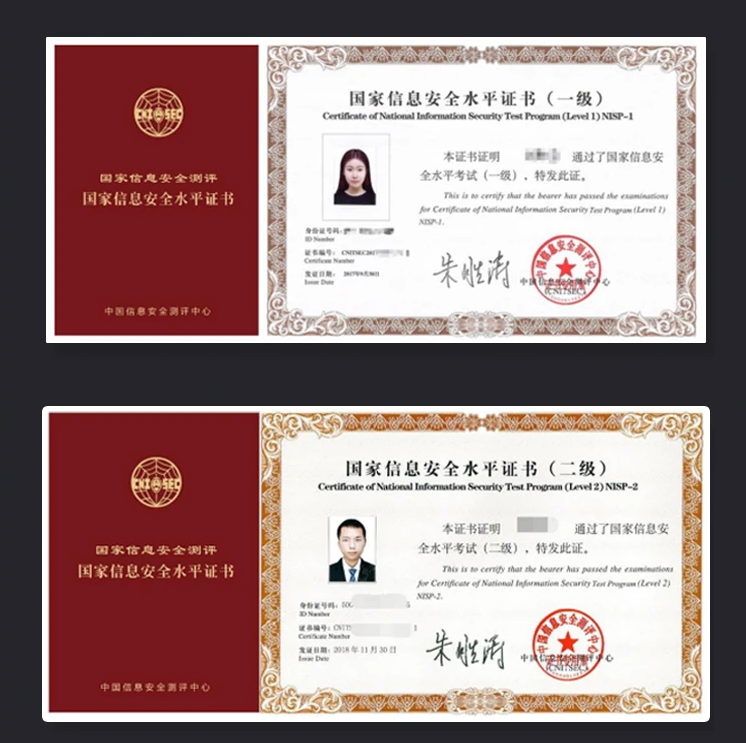 CNITSEC
国家信息安全测评
国家信息安全水平证书
中国信息安全测评中心
国家信息安全水平证书（一级）
Certificate of National Information Security Test Program (Level 1) NISP-1
本证书证明 通过了国家信息安
全水平考试（一级），特发此证。
This is to certify that the bearer has passed the examinations
for Certificate of National Information Security Test Program (Level 1)
NISP-1.
身份证号码：
ID Number
证书编号： CNITSEC201
Certificate Number
发证日期： 2017年9月30日
Issue Date
朱胜涛
中国信息安全测评中心
中国信息安全测评中心
(CNITSEC)
CNITSEC
国家信息安全测评
国家信息安全水平证书
中国信息安全测评中心
国家信息安全水平证书（二级）
Certificate of National Information Security Test Program (Level 2) NISP-2
本证书证明 通过了国家信息安
全水平考试（二级），特发此证。
This is to certify that the bearer has passed the examinations
for Certificate of National Information Security Test Program (Level 2)
NISP-2.
身份证号码：
ID Number
证书编号：CNITS
Certificate Number
发证日期：2018年11月30日
Issue Date
朱胜涛
中国信息安全测评中心
中国信息安全测评中心
(CNITSEC)